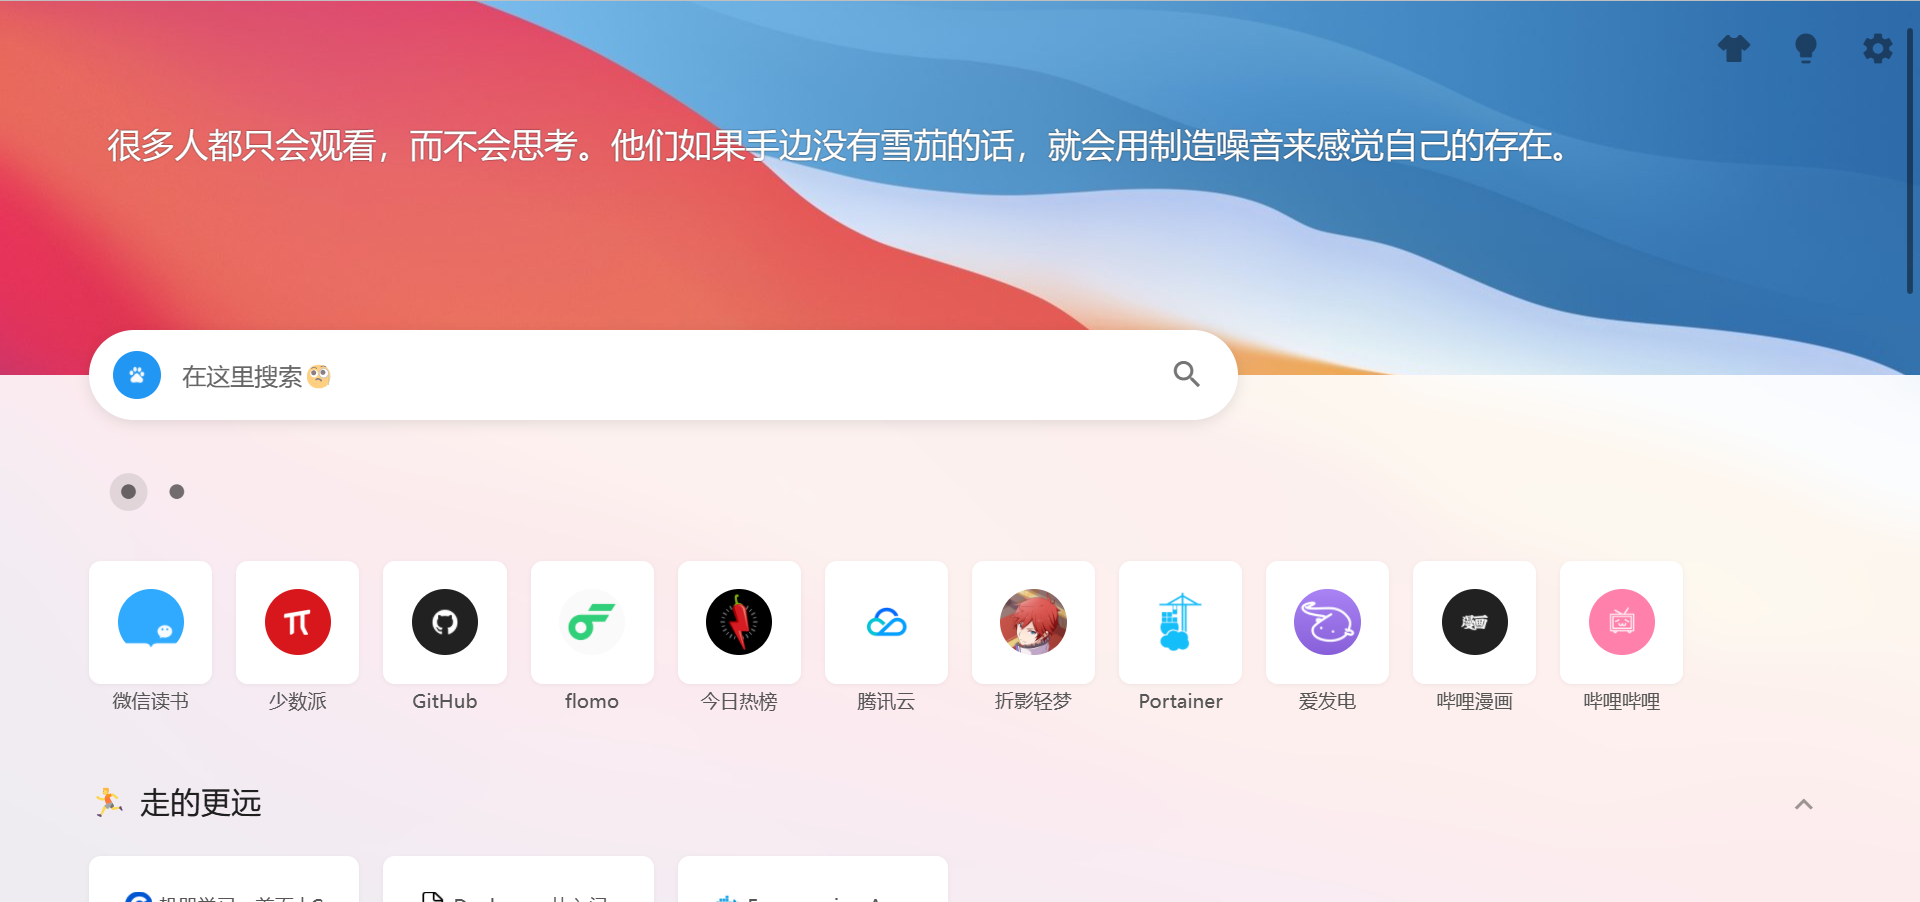 很多人都只会观看，而不会思考。他们如果手边没有雪茄的话，就会用制造噪音来感觉自己的存在。
在这里搜索
微信读书
少数派
GitHub
flomo
今日热榜
腾讯云
折影轻梦
Portainer
爱发电
漫画
哔哩漫画
哔哩哔哩
走的更远